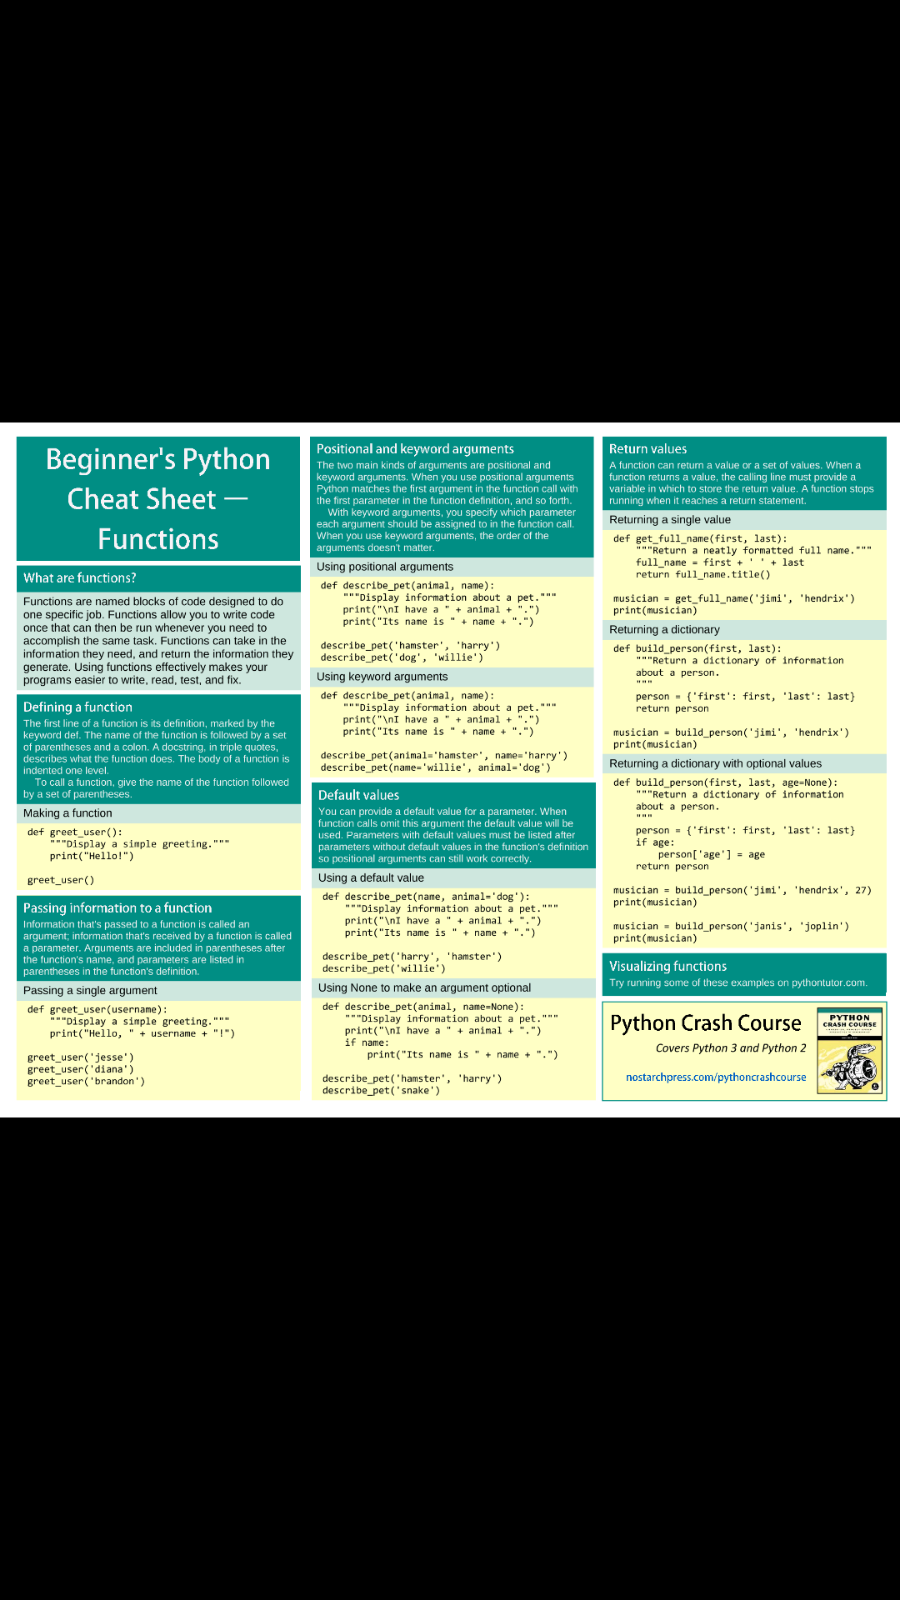 Beginner's Python
Cheat Sheet —
Functions
What are functions?
Functions are named blocks of code designed to do
one specific job. Functions allow you to write code
once that can then be run whenever you need to
accomplish the same task. Functions can take in the
information they need, and return the information they
generate. Using functions effectively makes your
programs easier to write, read, test, and fix.
Defining a function
The first line of a function is its definition, marked by the
keyword def. The name of the function is followed by a set
of parentheses and a colon. A docstring, in triple quotes,
describes what the function does. The body of a function is
indented one level.
To call a function, give the name of the function followed
by a set of parentheses.
Making a function
def greet_user():
    """Display a simple greeting."""
    print("Hello!")
greet_user()
Passing information to a function
Information that's passed to a function is called an
argument; information that's received by a function is called
a parameter. Arguments are included in parentheses after
the function's name, and parameters are listed in
parentheses in the function's definition.
Passing a single argument
def greet_user(username):
    """Display a simple greeting."""
    print("Hello, " + username + "!")
greet_user('jesse')
greet_user('diana')
greet_user('brandon')
Positional and keyword arguments
The two main kinds of arguments are positional and
keyword arguments. When you use positional arguments
Python matches the first argument in the function call with
the first parameter in the function definition, and so forth.
With keyword arguments, you specify which parameter
each argument should be assigned to in the function call.
When you use keyword arguments, the order of the
arguments doesn't matter.
Using positional arguments
def describe_pet(animal, name):
    """Display information about a pet."""
    print("\nI have a " + animal + ".")
    print("Its name is " + name + ".")
describe_pet('hamster', 'harry')
describe_pet('dog', 'willie')
Using keyword arguments
def describe_pet(animal, name):
    """Display information about a pet."""
    print("\nI have a " + animal + ".")
    print("Its name is " + name + ".")
describe_pet(animal='hamster', name='harry')
describe_pet(name='willie', animal='dog')
Default values
You can provide a default value for a parameter. When
function calls omit this argument the default value will be
used. Parameters with default values must be listed after
parameters without default values in the function's definition
so positional arguments can still work correctly.
Using a default value
def describe_pet(name, animal='dog'):
    """Display information about a pet."""
    print("\nI have a " + animal + ".")
    print("Its name is " + name + ".")
describe_pet('harry', 'hamster')
describe_pet('willie')
Using None to make an argument optional
def describe_pet(animal, name=None):
    """Display information about a pet."""
    print("\nI have a " + animal + ".")
    if name:
        print("Its name is " + name + ".")
describe_pet('hamster', 'harry')
describe_pet('snake')
Return values
A function can return a value or a set of values. When a
function returns a value, the calling line must provide a
variable in which to store the return value. A function stops
running when it reaches a return statement.
Returning a single value
def get_full_name(first, last):
    """Return a neatly formatted full name."""
    full_name = first + ' ' + last
    return full_name.title()
musician = get_full_name('jimi', 'hendrix')
print(musician)
Returning a dictionary
def build_person(first, last):
    """Return a dictionary of information
    about a person.
    """
    person = {'first': first, 'last': last}
    return person
musician = build_person('jimi', 'hendrix')
print(musician)
Returning a dictionary with optional values
def build_person(first, last, age=None):
    """Return a dictionary of information
    about a person.
    """
    person = {'first': first, 'last': last}
    if age:
        person['age'] = age
    return person
musician = build_person('jimi', 'hendrix', 27)
print(musician)
musician = build_person('janis', 'joplin')
print(musician)
Visualizing functions
Try running some of these examples on pythontutor.com.
Python Crash Course
Covers Python 3 and Python 2
nostarchpress.com/pythoncrashcourse
PYTHON
CRASH COURSE